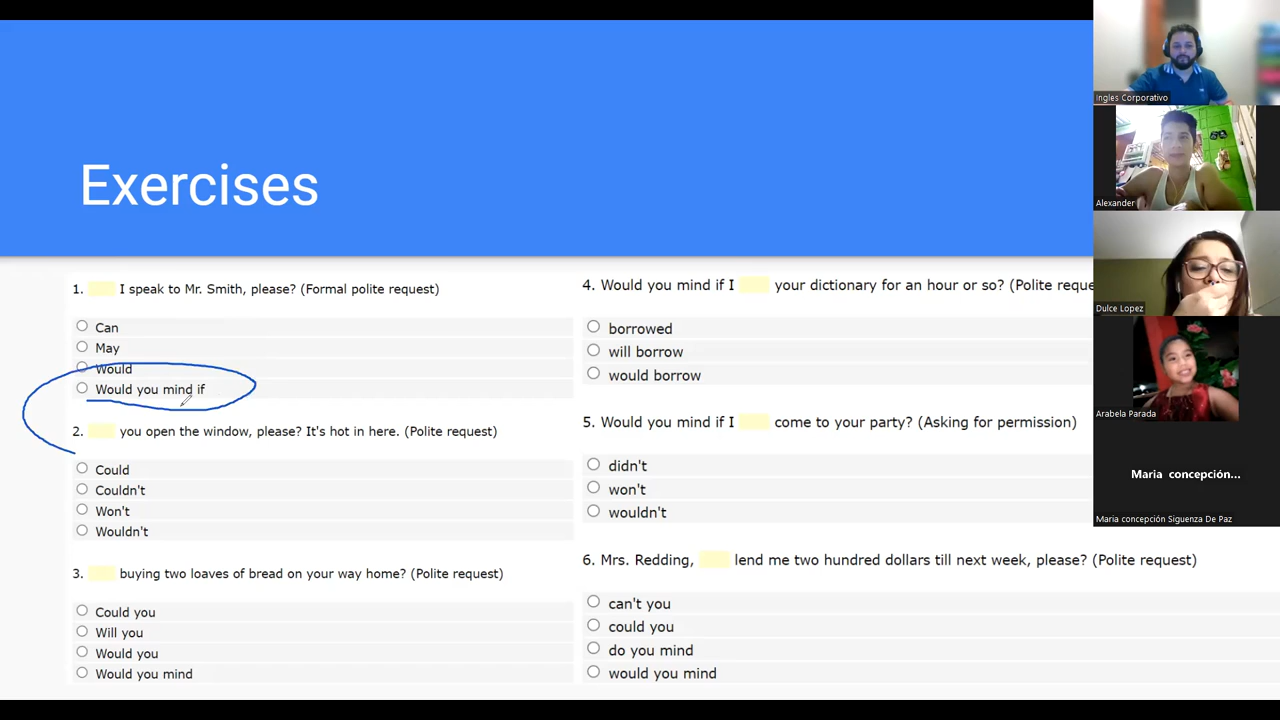 Exercises
1. I speak to Mr. Smith, please? (Formal polite request)
Can
May
Would
Would you mind if
2. you open the window, please? It's hot in here. (Polite request)
Could
Couldn't
Won't
Wouldn't
3. buying two loaves of bread on your way home? (Polite request)
Could you
Will you
Would you
Would you mind
4. Would you mind if I your dictionary for an hour or so? (Polite reque
borrowed
will borrow
would borrow
5. Would you mind if I come to your party? (Asking for permission)
didn't
won't
wouldn't
6. Mrs. Redding, lend me two hundred dollars till next week, please? (Polite request)
can't you
could you
do you mind
would you mind
Ingles Corporativo
Alexander
Dulce Lopez
Arabela Parada
Maria concepción...
Maria concepción Siguenza De Paz